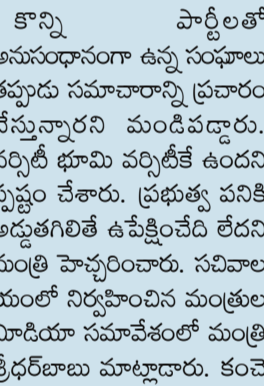 కొన్ని పార్టీలతో
అనుసంధానంగా ఉన్న సంఘాలు
తప్పుడు సమాచారాన్ని ప్రచారం
చేస్తున్నారని మండిపడ్డారు.
వర్సిటీ భూమి వర్సిటీకే ఉందని
స్పష్టం చేశారు. ప్రభుత్వ పనికి
అడ్డుతగిలితే ఉపేక్షించేది లేదని
మంత్రి హెచ్చరించారు. సచివాల
యంలో నిర్వహించిన మంత్రుల
మీడియా సమావేశంలో మంత్రి
శ్రీధర్‌బాబు మాట్లాడారు. కంచె